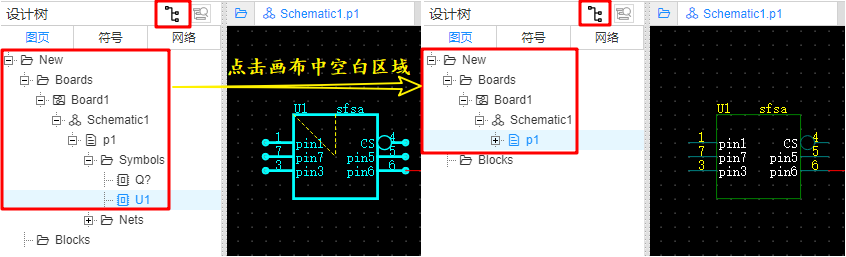 设计树
Schematic1.p1
图页 符号 网络
New
Boards
Board1
Schematic1
p1
Symbols
Q?
U1
Nets
Blocks
U1 sfsa
1 pin1 CS 4
7 pin7 pin5 5
3 pin3 pin6 6
点击画布中空白区域
设计树
Schematic1.p1
图页 符号 网络
New
Boards
Board1
Schematic1
p1
Blocks
U1 sfsa
1 pin1 CS 4
7 pin7 pin5 5
3 pin3 pin6 6